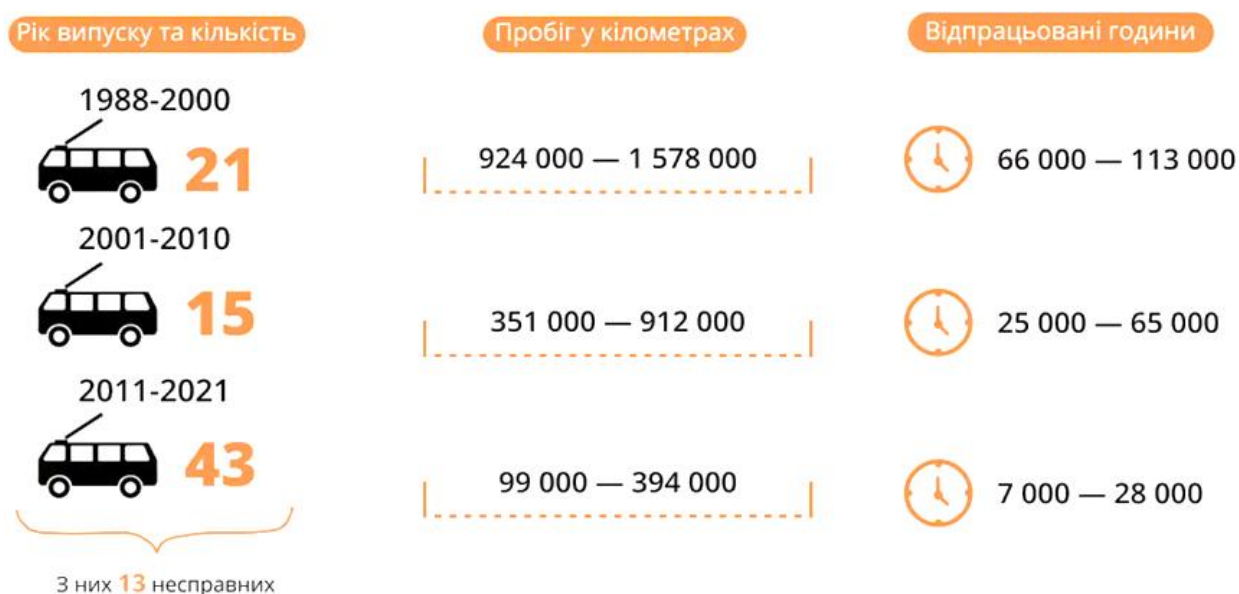 Рік випуску та кількість
Пробіг у кілометрах
Відпрацьовані години
1988-2000
21
924 000 — 1 578 000
66 000 — 113 000
2001-2010
15
351 000 — 912 000
25 000 — 65 000
2011-2021
43
99 000 — 394 000
7 000 — 28 000
З них 13 несправних